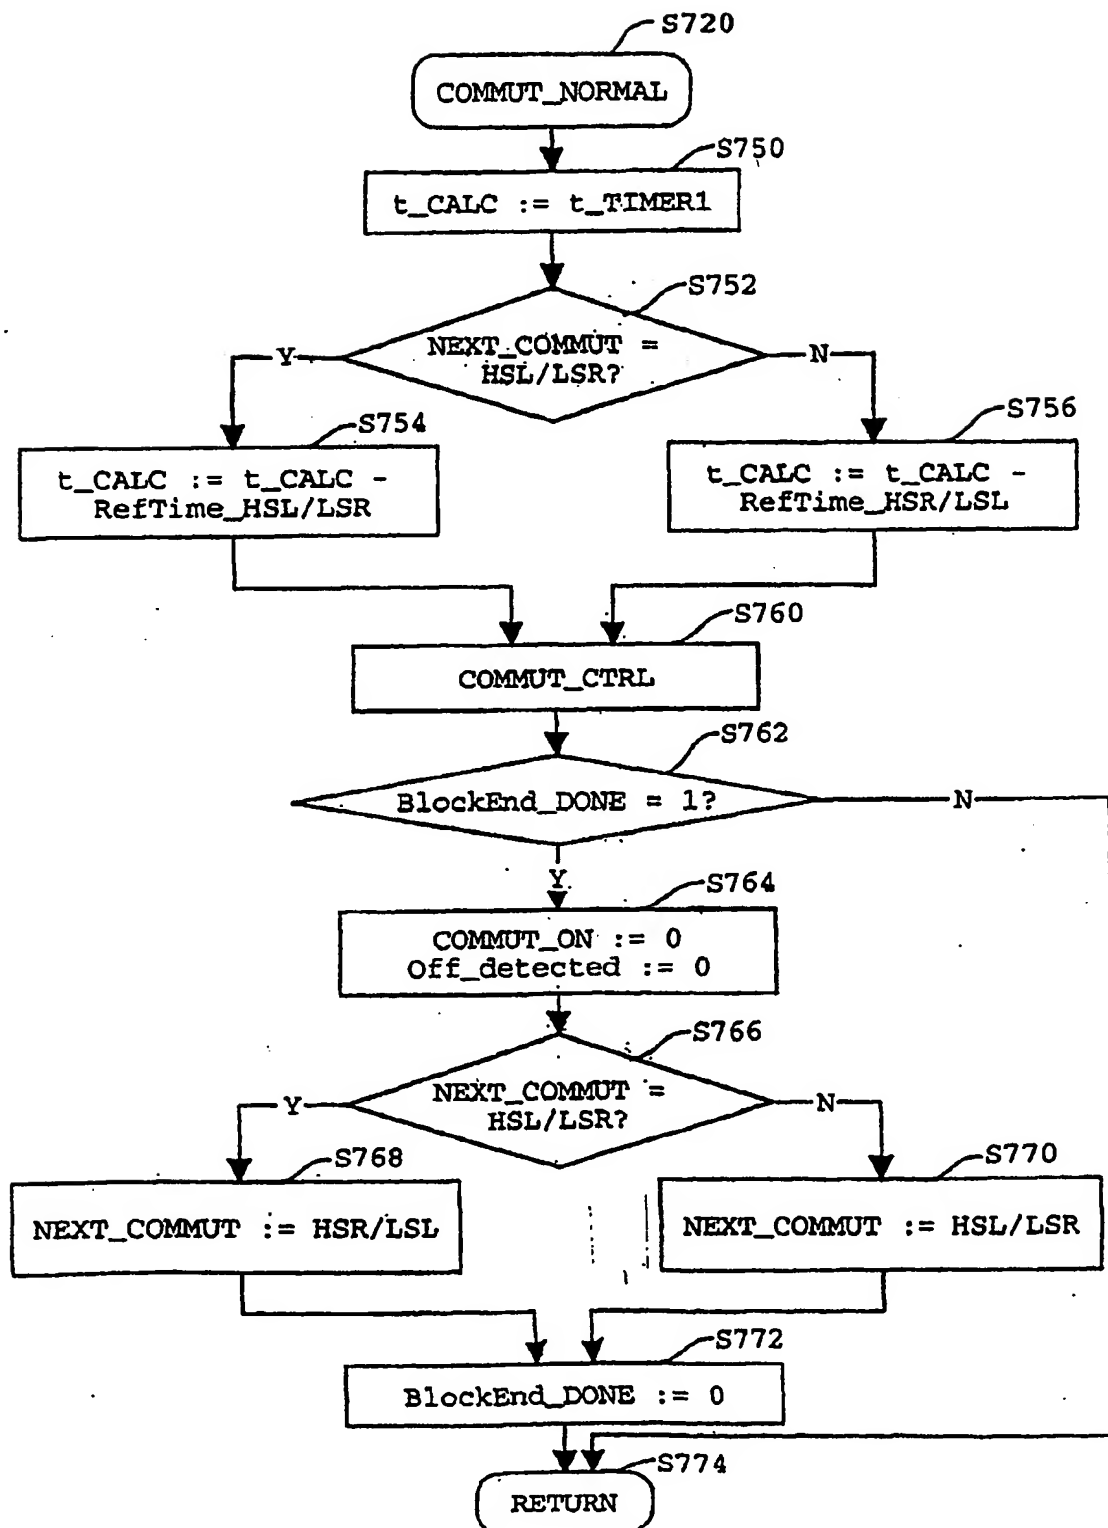 S720
COMMUT_NORMAL
S750
t_CALC := t_TIMER1
S752
NEXT_COMMUT =
HSL/LSR?
Y
N
S754
t_CALC := t_CALC -
RefTime_HSL/LSR
S756
t_CALC := t_CALC -
RefTime_HSR/LSL
S760
COMMUT_CTRL
S762
BlockEnd_DONE = 1?
N
Y
S764
COMMUT_ON := 0
Off_detected := 0
S766
NEXT_COMMUT =
HSL/LSR?
Y
N
S768
NEXT_COMMUT := HSR/LSL
S770
NEXT_COMMUT := HSL/LSR
S772
BlockEnd_DONE := 0
S774
RETURN